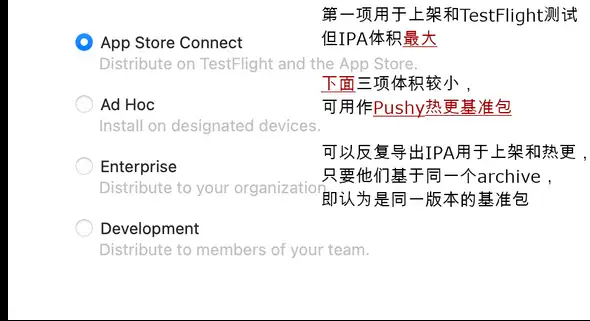 App Store Connect
Distribute on TestFlight and the App Store.
Ad Hoc
Install on designated devices.
Enterprise
Distribute to your organization.
Development
Distribute to members of your team.
第一项用于上架和TestFlight测试
但IPA体积最大
下面三项体积较小，
可用作Pushy热更基准包
可以反复导出IPA用于上架和热更，
只要他们基于同一个archive，
即认为是同一版本的基准包